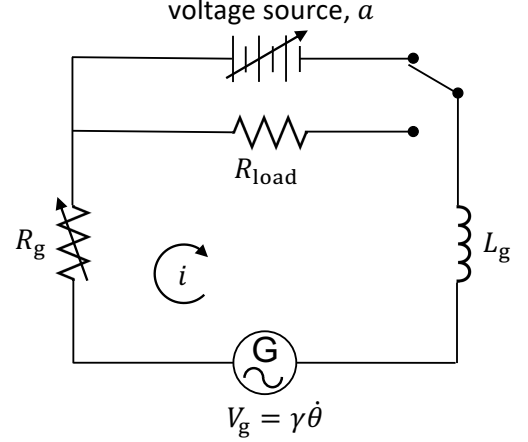 voltage source, a
R_load
R_g
i
L_g
G
V_g = γθ̇